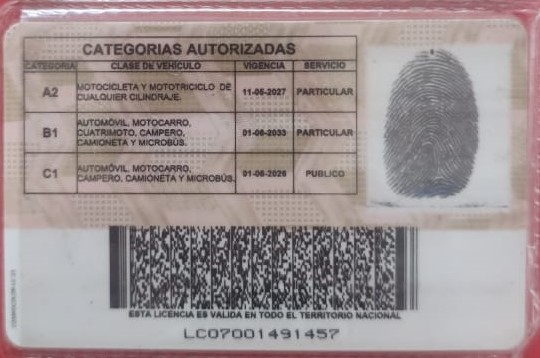 CATEGORIAS AUTORIZADAS
CATEGORIA CLASE DE VEHÍCULO VIGENCIA SERVICIO
A2 MOTOCICLETA Y MOTOTRICICLO DE CUALQUIER CILINDRAJE. 11-06-2027 PARTICULAR
B1 AUTOMÓVIL, MOTOCARRO, CUATRIMOTO, CAMPERO, CAMIONETA Y MICROBÚS. 01-06-2033 PARTICULAR
C1 AUTOMÓVIL, MOTOCARRO, CAMPERO, CAMIONETA Y MICROBÚS. 01-06-2026 PUBLICO
ESTA LICENCIA ES VALIDA EN TODO EL TERRITORIO NACIONAL
LC07001491457